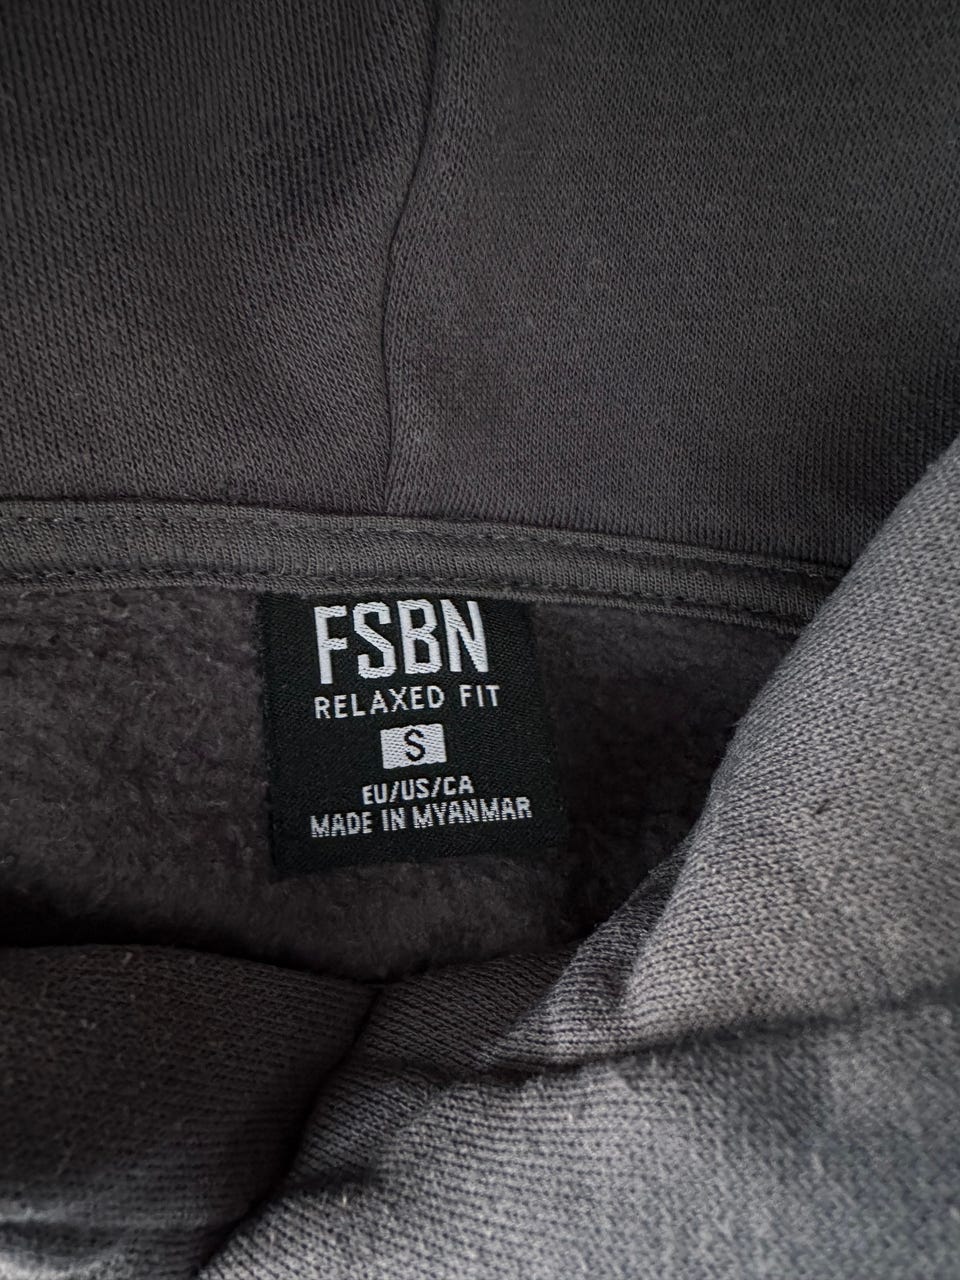 FSBN
RELAXED FIT
S
EU/US/CA
MADE IN MYANMAR